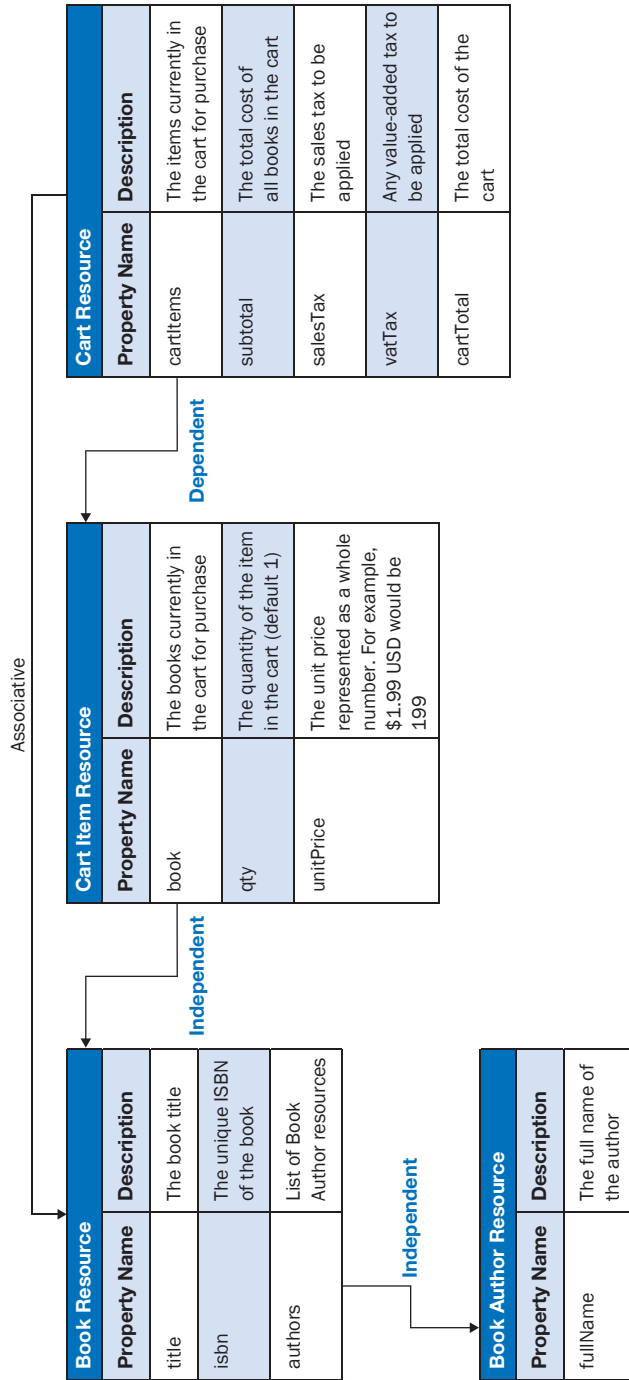 Associative
Book Resource
Property Name Description
title The book title
isbn The unique ISBN
of the book
authors List of Book
Author resources
Independent
Book Author Resource
Property Name Description
fullName The full name of
the author
Independent
Cart Item Resource
Property Name Description
book The books currently in
the cart for purchase
qty The quantity of the item
in the cart (default 1)
unitPrice The unit price
represented as a whole
number. For example,
$1.99 USD would be
199
Dependent
Cart Resource
Property Name Description
cartItems The items currently in
the cart for purchase
subtotal The total cost of
all books in the cart
salesTax The sales tax to be
applied
vatTax Any value-added tax to
be applied
cartTotal The total cost of the
cart